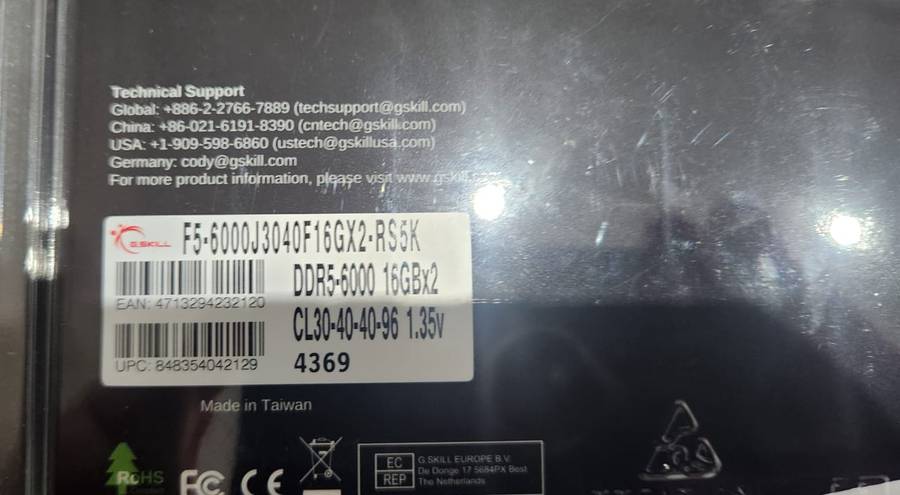 Technical Support
Global: +886-2-2766-7889 (techsupport@gskill.com)
China: +86-021-6191-8390 (cntech@gskill.com)
USA: +1-909-598-6860 (ustech@gskillusa.com)
Germany: cody@gskill.com
For more product information, please visit www.gskill.
G.SKILL F5-6000J3040F16GX2-RS5K
DDR5-6000 16GBx2
EAN: 4713294232120
CL30-40-40-96 1.35v
UPC: 848354042129
4369
Made in Taiwan
RoHS
FC CE
EC REP
G.SKILL EUROPE B.V.
De Donge 17 5684PX Best
The Netherlands